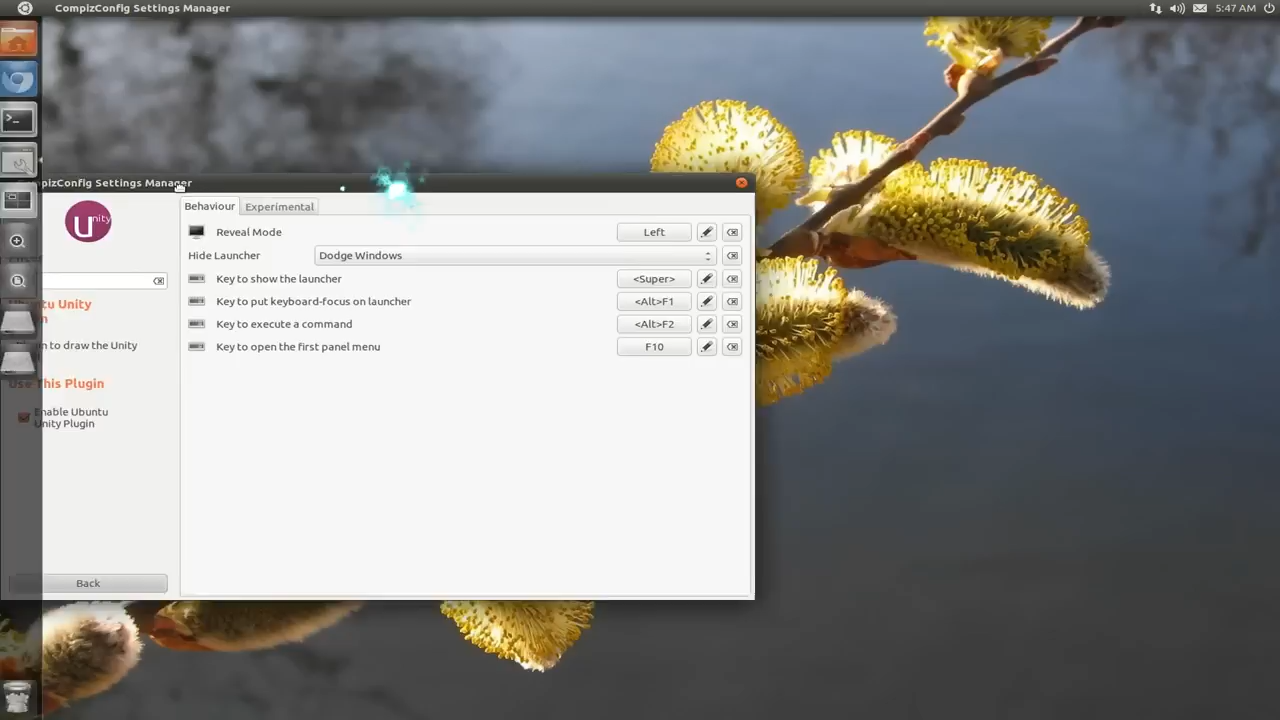 CompizConfig Settings Manager
5:47 AM
pizConfig Settings Manager
Unity
Behaviour
Experimental
Reveal Mode
Left
Hide Launcher
Dodge Windows
Key to show the launcher
<Super>
Key to put keyboard-focus on launcher
<Alt>F1
Key to execute a command
<Alt>F2
Key to open the first panel menu
F10
tu Unity
n
n to draw the Unity
Use This Plugin
Enable Ubuntu
Unity Plugin
Back